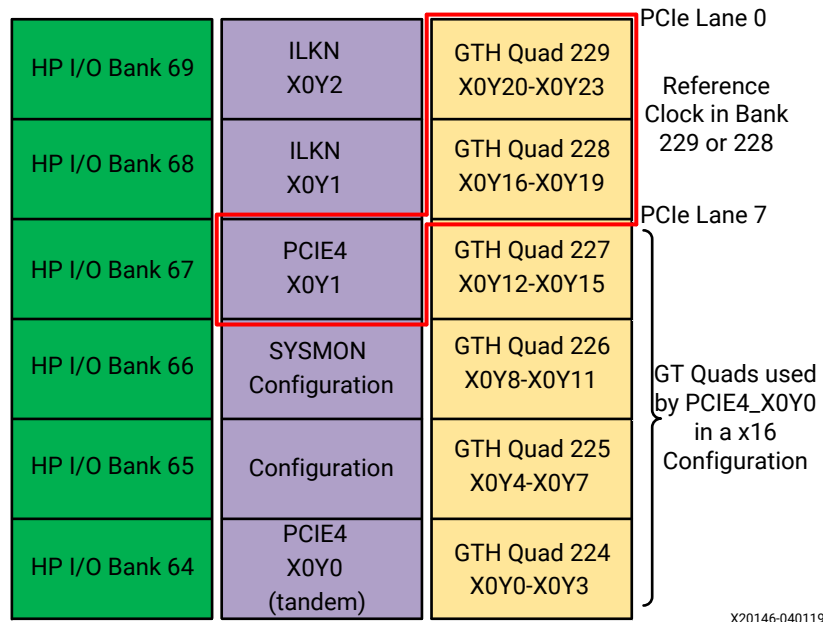 PCIe Lane 0
HP I/O Bank 69
ILKN
X0Y2
GTH Quad 229
X0Y20-X0Y23
Reference
Clock in Bank
229 or 228
HP I/O Bank 68
ILKN
X0Y1
GTH Quad 228
X0Y16-X0Y19
PCIe Lane 7
HP I/O Bank 67
PCIE4
X0Y1
GTH Quad 227
X0Y12-X0Y15
HP I/O Bank 66
SYSMON
Configuration
GTH Quad 226
X0Y8-X0Y11
GT Quads used
by PCIE4_X0Y0
in a x16
Configuration
HP I/O Bank 65
Configuration
GTH Quad 225
X0Y4-X0Y7
HP I/O Bank 64
PCIE4
X0Y0
(tandem)
GTH Quad 224
X0Y0-X0Y3
X20146-040119